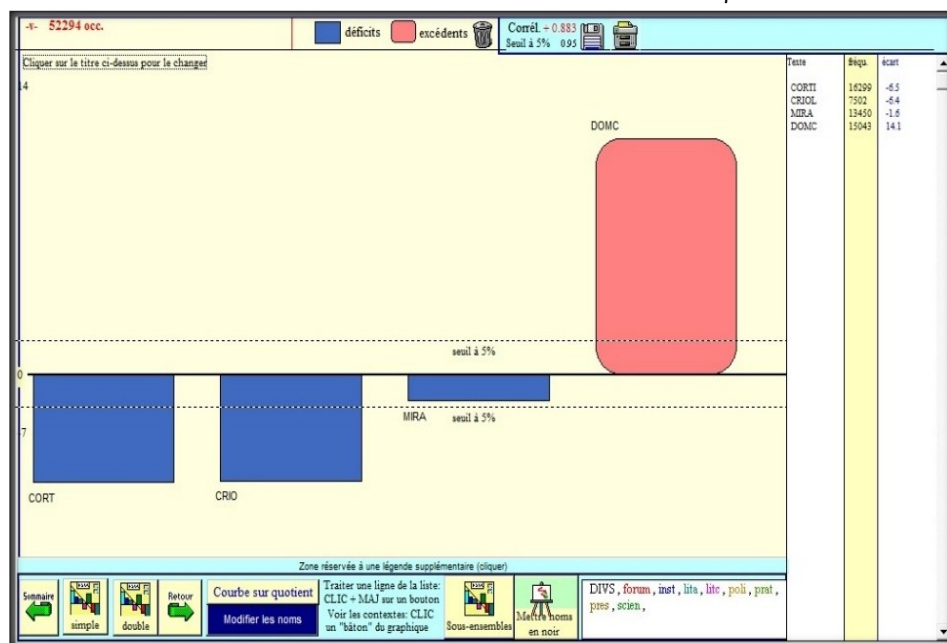 -v- 52294 occ.
déficits
excédents
Corrél. + 0.883
Seuil à 5% 0.95
Cliquer sur le titre ci-dessus pour le changer
14
DOMC
seuil à 5%
0
-7
MIRA
seuil à 5%
CORT
CRIO
Texte fréqu. écart
CORTI 16299 -6.5
CRIOL 7502 -6.4
MIRA 13450 -1.6
DOMC 15043 14.1
Zone réservée à une légende supplémentaire (cliquer)
Sommaire
simple
double
Retour
Courbe sur quotient
Modifier les noms
Traiter une ligne de la liste:
CLIC + MAJ sur un bouton
Voir les contextes: CLIC
un "bâton" du graphique
Sous-ensembles
Mettre noms
en noir
DIVS , forum , inst , lita , litc , poli , prat ,
pres , scien ,